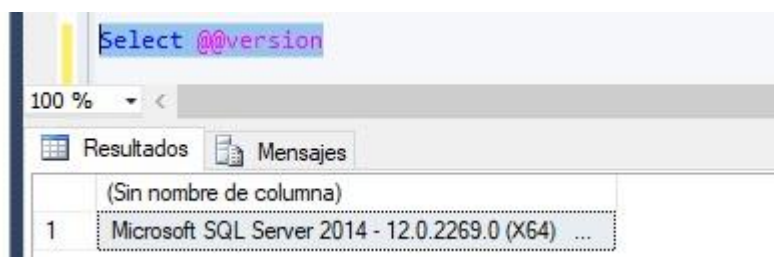 Select @@version
100 %
Resultados Mensajes
(Sin nombre de columna)
1 Microsoft SQL Server 2014 - 12.0.2269.0 (X64) ...